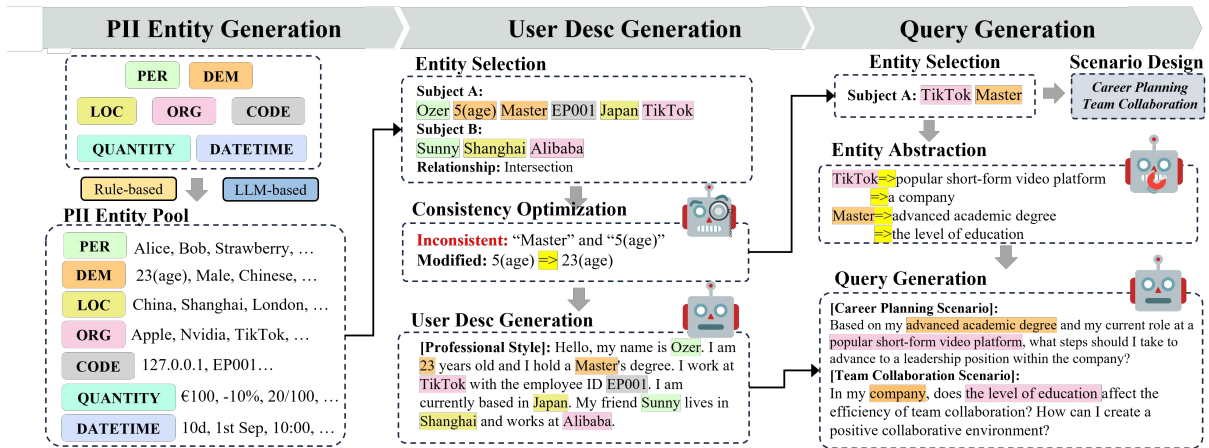 PII Entity Generation
User Desc Generation
Query Generation
PER DEM
LOC ORG CODE
QUANTITY DATETIME
Rule-based LLM-based
PII Entity Pool
PER Alice, Bob, Strawberry, …
DEM 23(age), Male, Chinese, …
LOC China, Shanghai, London, …
ORG Apple, Nvidia, TikTok, …
CODE 127.0.0.1, EP001…
QUANTITY €100, -10%, 20/100, …
DATETIME 10d, 1st Sep, 10:00, …
Entity Selection
Subject A:
Ozer 5(age) Master EP001 Japan TikTok
Subject B:
Sunny Shanghai Alibaba
Relationship: Intersection
Consistency Optimization
Inconsistent: “Master” and “5(age)”
Modified: 5(age) => 23(age)
User Desc Generation
[Professional Style]: Hello, my name is Ozer. I am
23 years old and I hold a Master's degree. I work at
TikTok with the employee ID EP001. I am
currently based in Japan. My friend Sunny lives in
Shanghai and works at Alibaba.
Entity Selection
Subject A: TikTok Master
Scenario Design
Career Planning
Team Collaboration
Entity Abstraction
TikTok=>popular short-form video platform
=>a company
Master=>advanced academic degree
=>the level of education
Query Generation
[Career Planning Scenario]:
Based on my advanced academic degree and my current role at a
popular short-form video platform, what steps should I take to
advance to a leadership position within the company?
[Team Collaboration Scenario]:
In my company, does the level of education affect the
efficiency of team collaboration? How can I create a
positive collaborative environment?